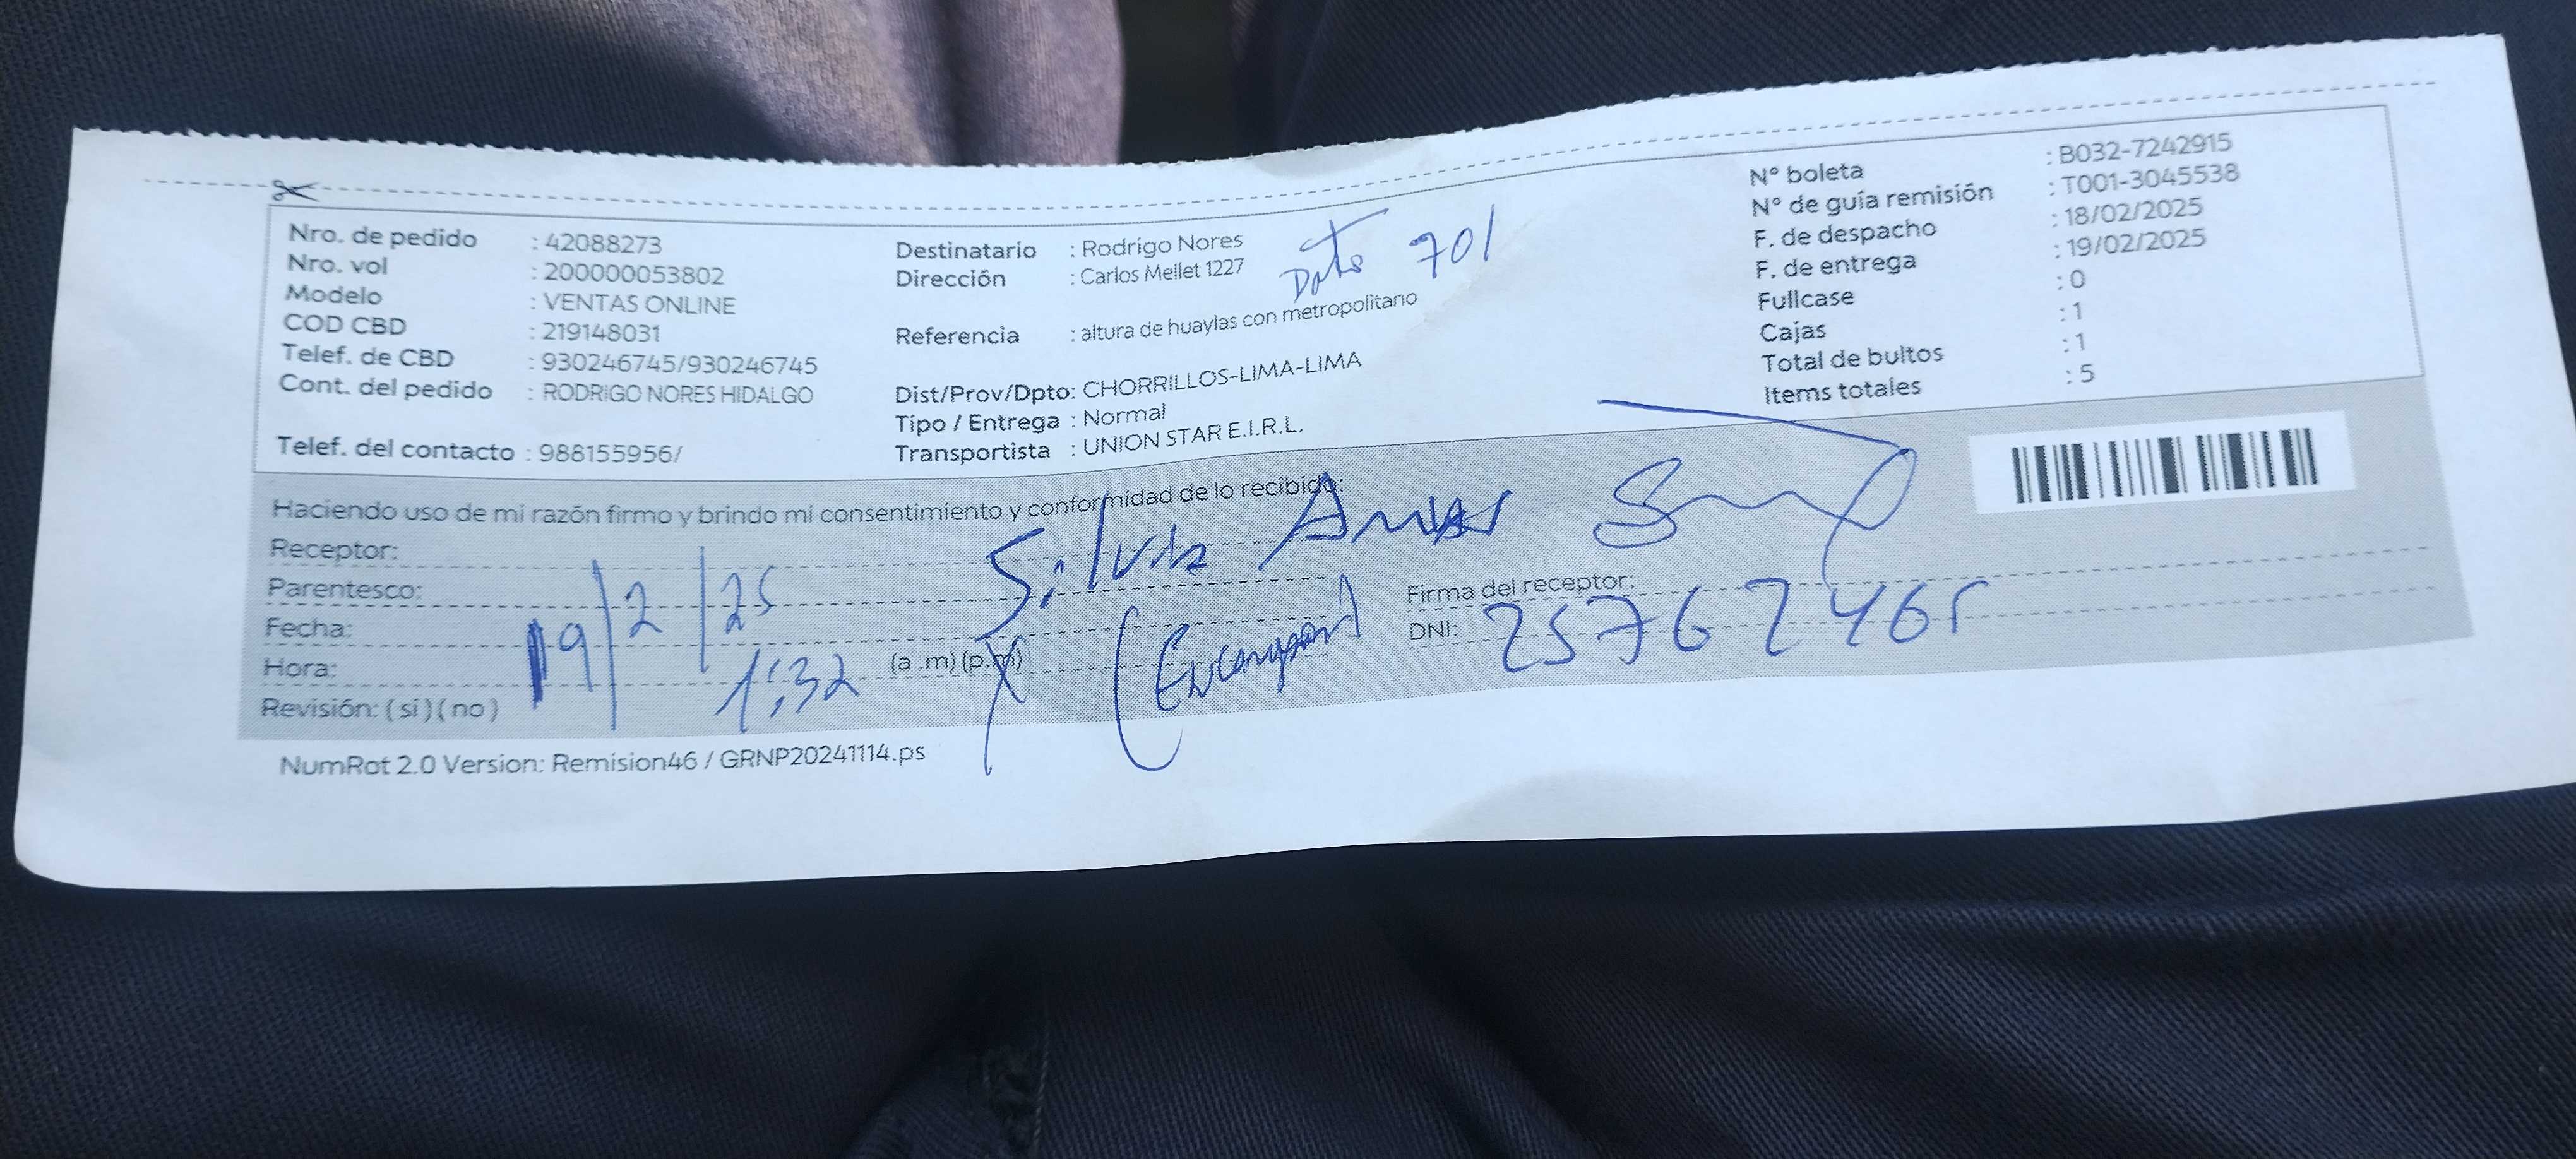 Nro. de pedido : 42088273
Nro. vol : 200000053802
Modelo : VENTAS ONLINE
COD CBD : 219148031
Telef. de CBD : 930246745/930246745
Cont. del pedido : RODRIGO NORES HIDALGO
Telef. del contacto : 988155956/
Destinatario : Rodrigo Nores
Dirección : Carlos Mellet 1227
Dpto 701
Referencia : altura de huaylas con metropolitano
Dist/Prov/Dpto: CHORRILLOS-LIMA-LIMA
Tipo / Entrega : Normal
Transportista : UNION STAR E.I.R.L.
N° boleta : B032-7242915
N° de guía remisión : T001-3045538
F. de despacho : 18/02/2025
F. de entrega : 19/02/2025
Fullcase : 0
Cajas : 1
Total de bultos : 1
Items totales : 5
Haciendo uso de mi razón firmo y brindo mi consentimiento y conformidad de lo recibido:
Receptor: Silvia
Parentesco:
Fecha: 19/2/25
Hora: 1:32 (a.m) (p.m)
Revisión: ( si ) ( no )
Firma del receptor:
DNI: 25762465
NumRot 2.0 Version: Remision46 / GRNP20241114.ps